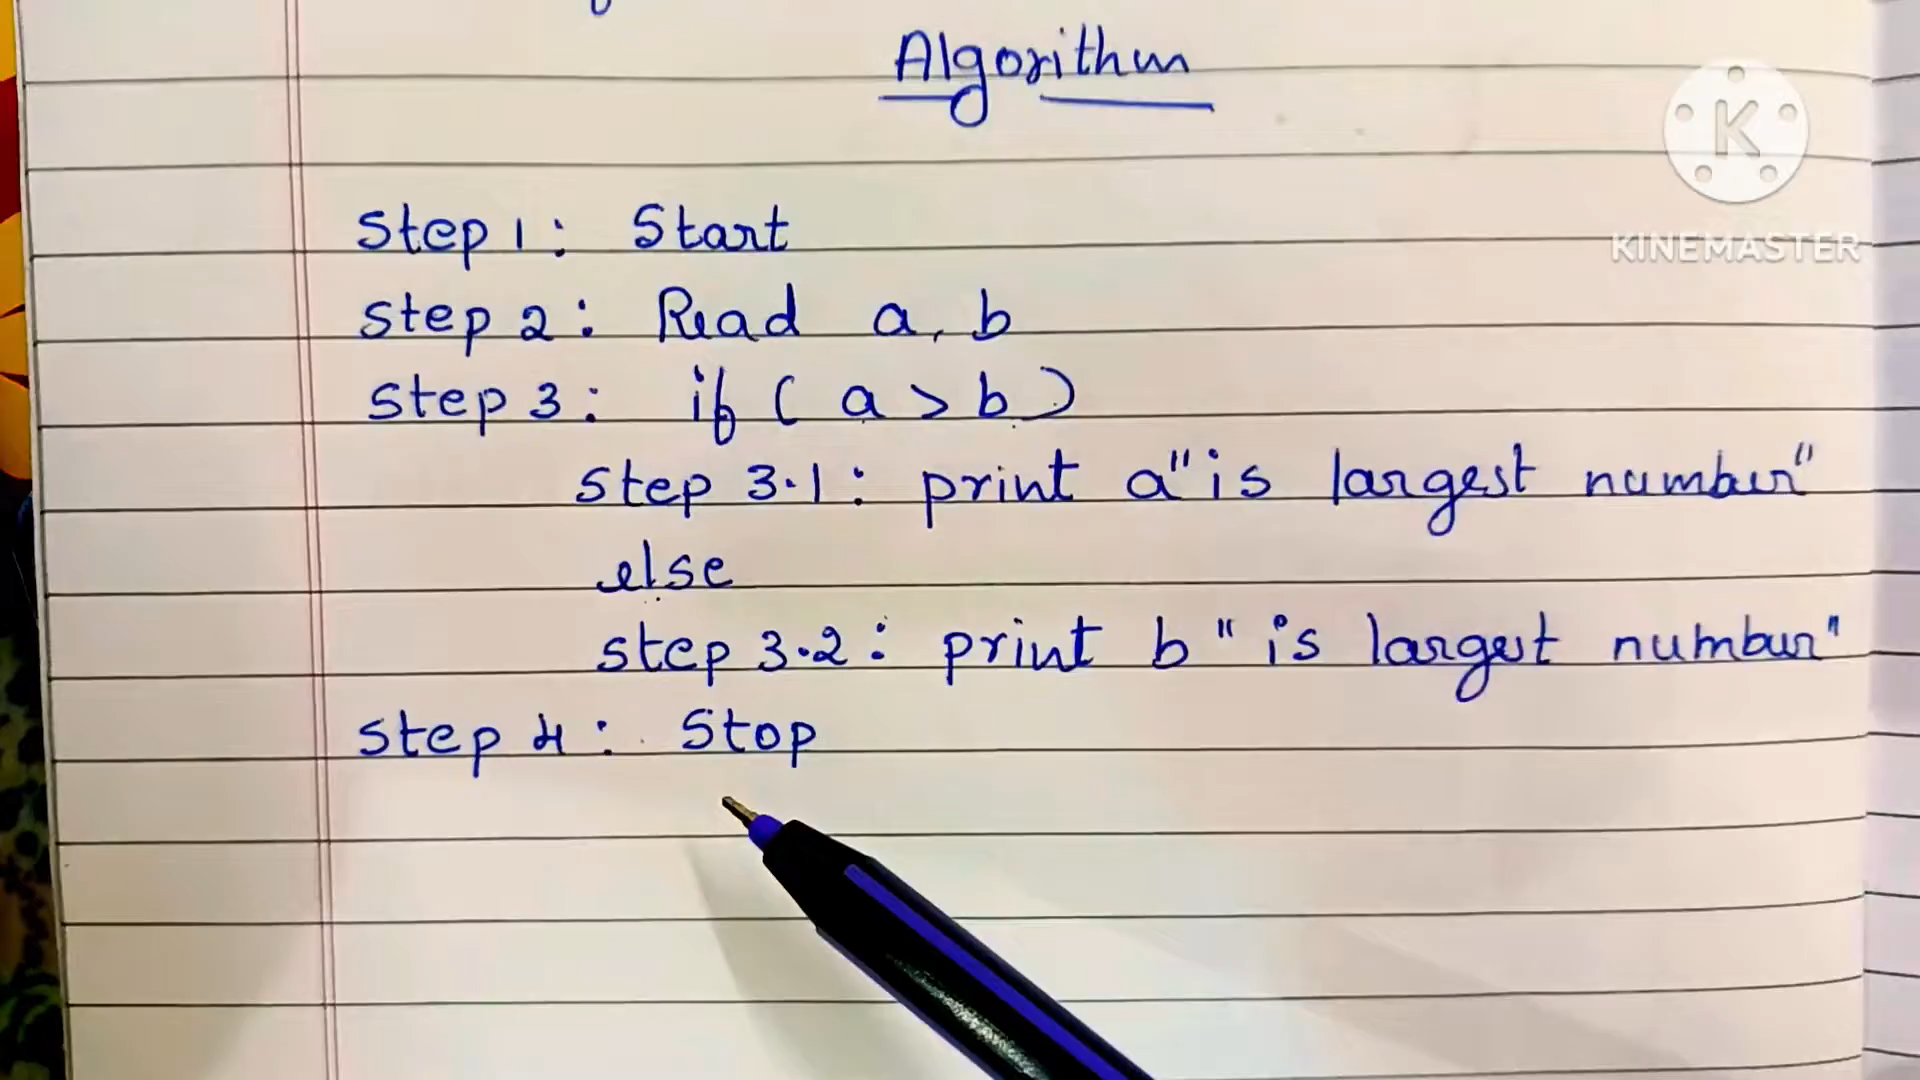 Algorithm
K
KINEMASTER
Step 1: Start
Step 2: Read a, b
Step 3: if ( a > b )
Step 3.1: print a "is largest number"
else
Step 3.2: print b "is largest number"
Step 4: Stop